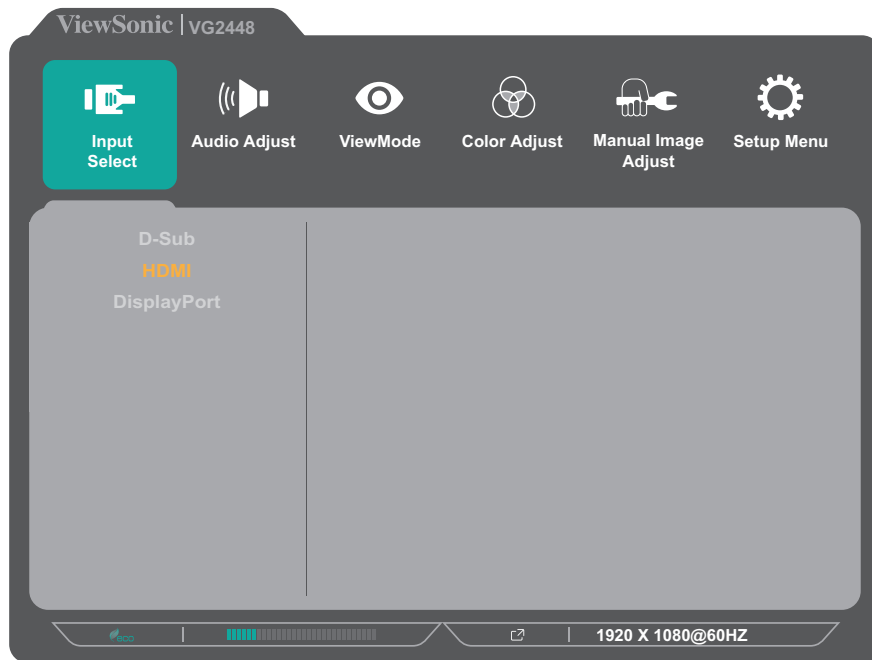 ViewSonic | VG2448
Input
Select
Audio Adjust
ViewMode
Color Adjust
Manual Image
Adjust
Setup Menu
D-Sub
HDMI
DisplayPort
eco
1920 X 1080@60HZ